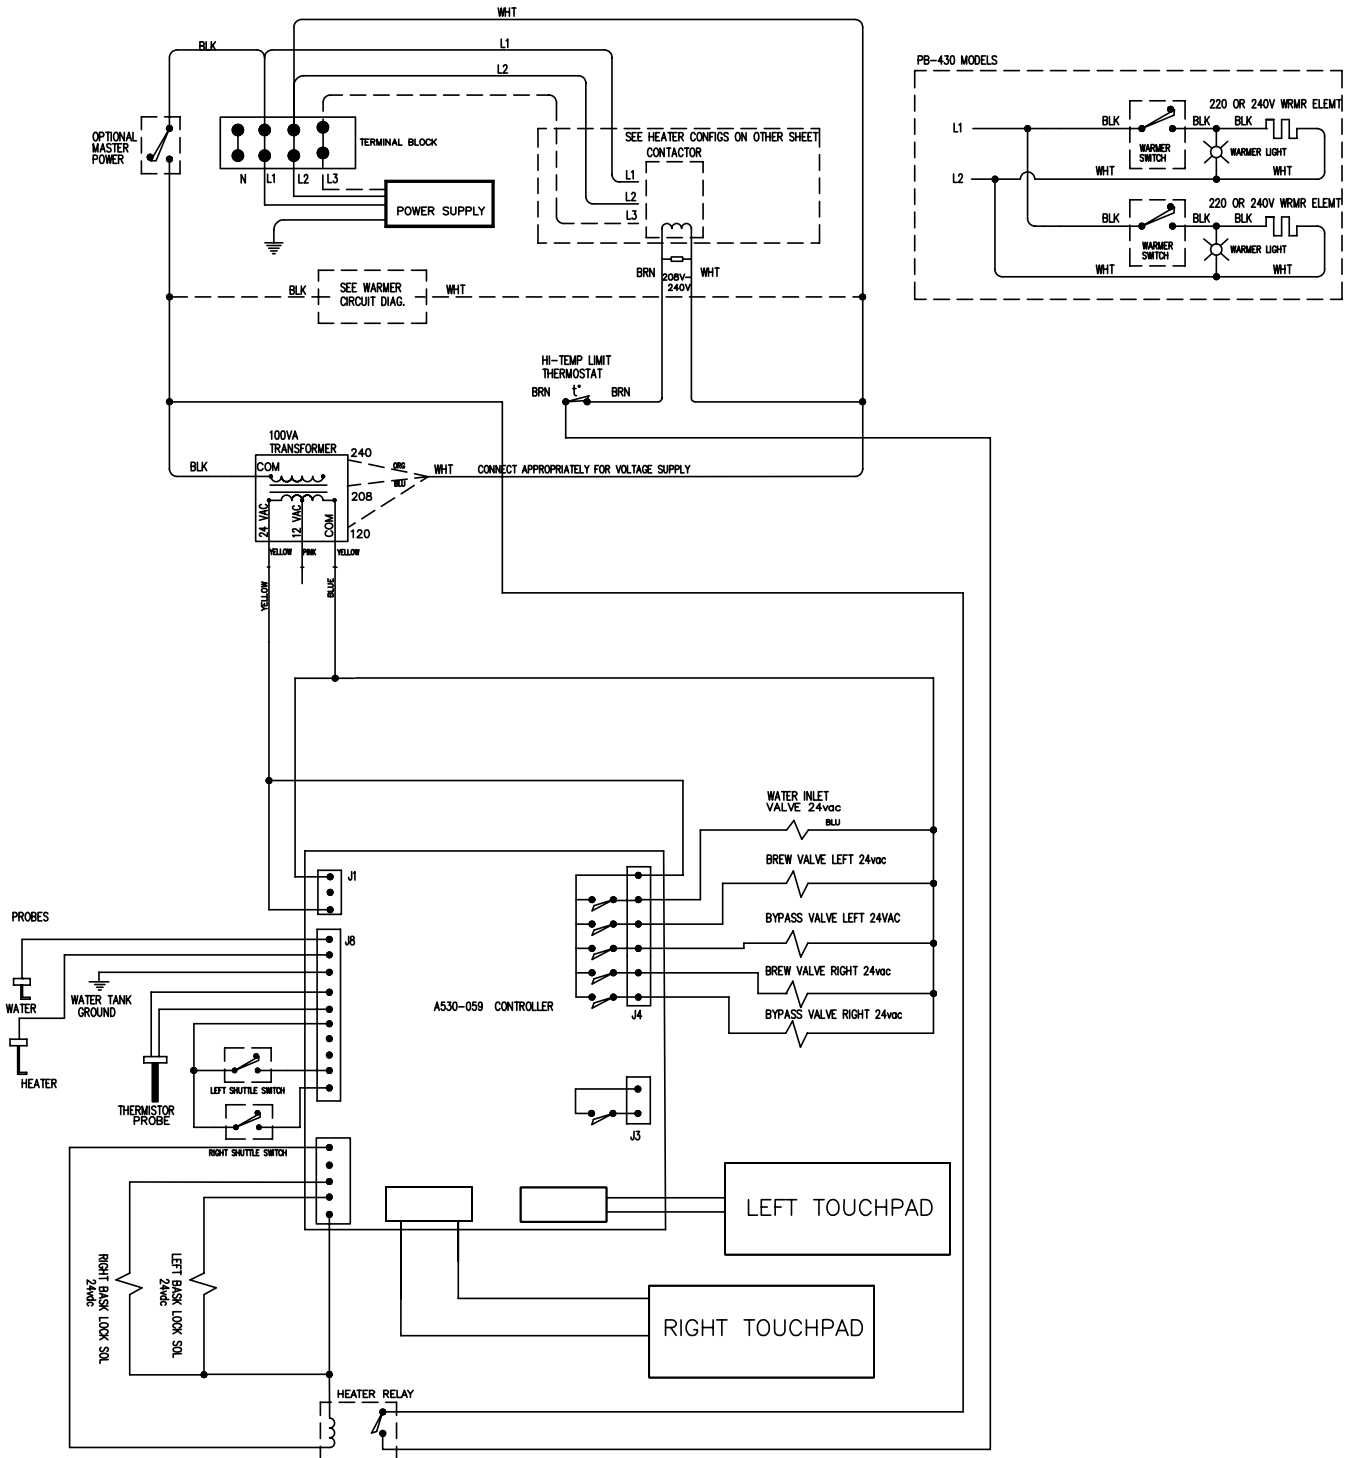 WHT
BLK
L1
L2
OPTIONAL
MASTER
POWER
TERMINAL BLOCK
N
L1
L2
L3
POWER SUPPLY
SEE HEATER CONFIGS ON OTHER SHEET
CONTACTOR
L1
L2
L3
BRN
208V-
240V
WHT
PB-430 MODELS
L1
BLK
WARMER
SWITCH
BLK
BLK
220 OR 240V WRMR ELEMT
WARMER LIGHT
L2
WHT
WHT
BLK
WARMER
SWITCH
BLK
BLK
220 OR 240V WRMR ELEMT
WARMER LIGHT
WHT
WHT
BLK
SEE WARMER
CIRCUIT DIAG.
WHT
HI-TEMP LIMIT
THERMOSTAT
BRN
t°
BRN
100VA
TRANSFORMER
BLK
COM
240
208
120
ORG
BLU
WHT
CONNECT APPROPRIATELY FOR VOLTAGE SUPPLY
24 VAC
12 VAC
COM
YELLOW
PINK
YELLOW
YELLOW
BLUE
WATER INLET
VALVE 24vac
BLU
BREW VALVE LEFT 24vac
BYPASS VALVE LEFT 24VAC
BREW VALVE RIGHT 24vac
BYPASS VALVE RIGHT 24vac
J1
J8
J4
J3
A530-059 CONTROLLER
PROBES
WATER
WATER TANK
GROUND
HEATER
THERMISTOR
PROBE
LEFT SHUTTLE SWITCH
RIGHT SHUTTLE SWITCH
RIGHT BASK LOCK SOL
24vdc
LEFT BASK LOCK SOL
24vdc
LEFT TOUCHPAD
RIGHT TOUCHPAD
HEATER RELAY